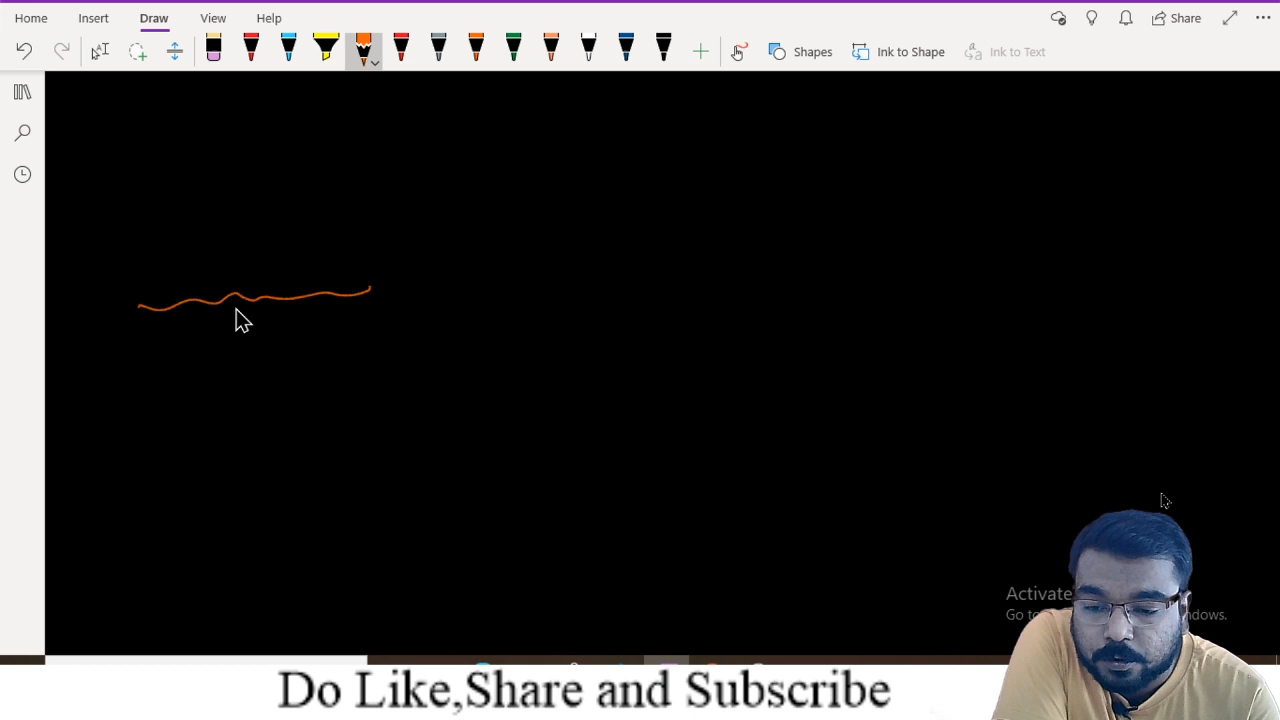 Home Insert Draw View Help Share
Shapes Ink to Shape Ink to Text
Activate
Go to ndows.
Do Like,Share and Subscribe